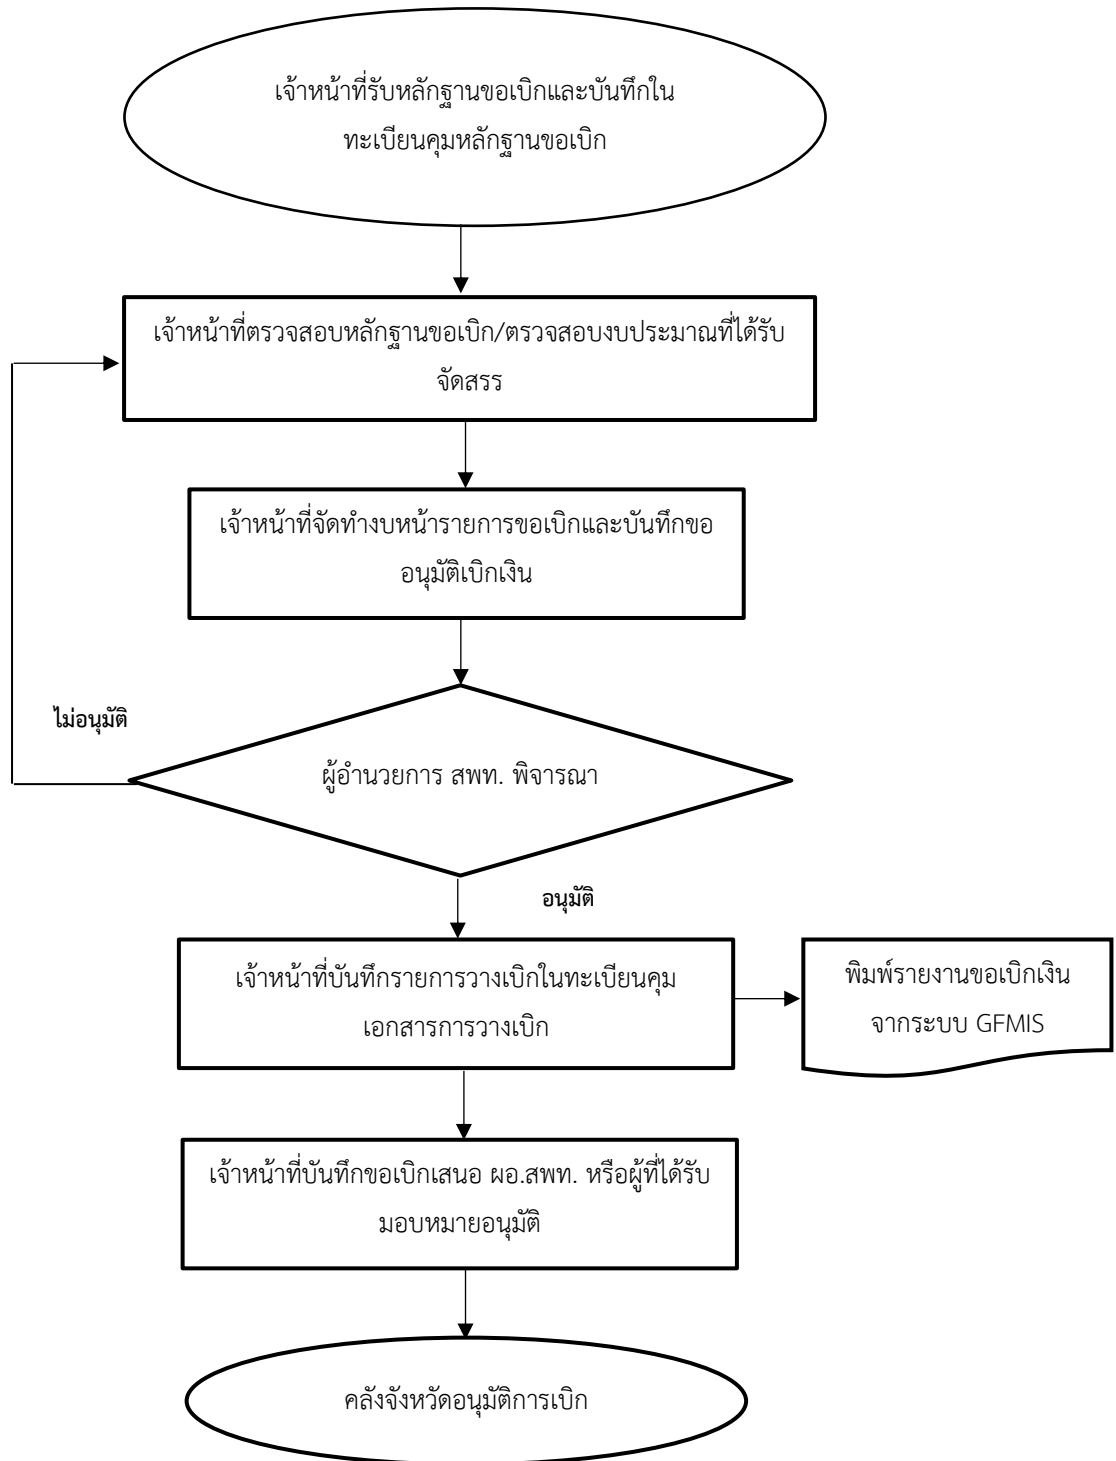 เจ้าหน้าที่รับหลักฐานขอเบิกและบันทึกใน
ทะเบียนคุมหลักฐานขอเบิก
เจ้าหน้าที่ตรวจสอบหลักฐานขอเบิก/ตรวจสอบงบประมาณที่ได้รับ
จัดสรร
เจ้าหน้าที่จัดทำงบหน้ารายการขอเบิกและบันทึกขอ
อนุมัติเบิกเงิน
ไม่อนุมัติ
ผู้อำนวยการ สพท. พิจารณา
อนุมัติ
เจ้าหน้าที่บันทึกรายการวางเบิกในทะเบียนคุม
เอกสารการวางเบิก
พิมพ์รายงานขอเบิกเงิน
จากระบบ GFMIS
เจ้าหน้าที่บันทึกขอเบิกเสนอ ผอ.สพท. หรือผู้ที่ได้รับ
มอบหมายอนุมัติ
คลังจังหวัดอนุมัติการเบิก